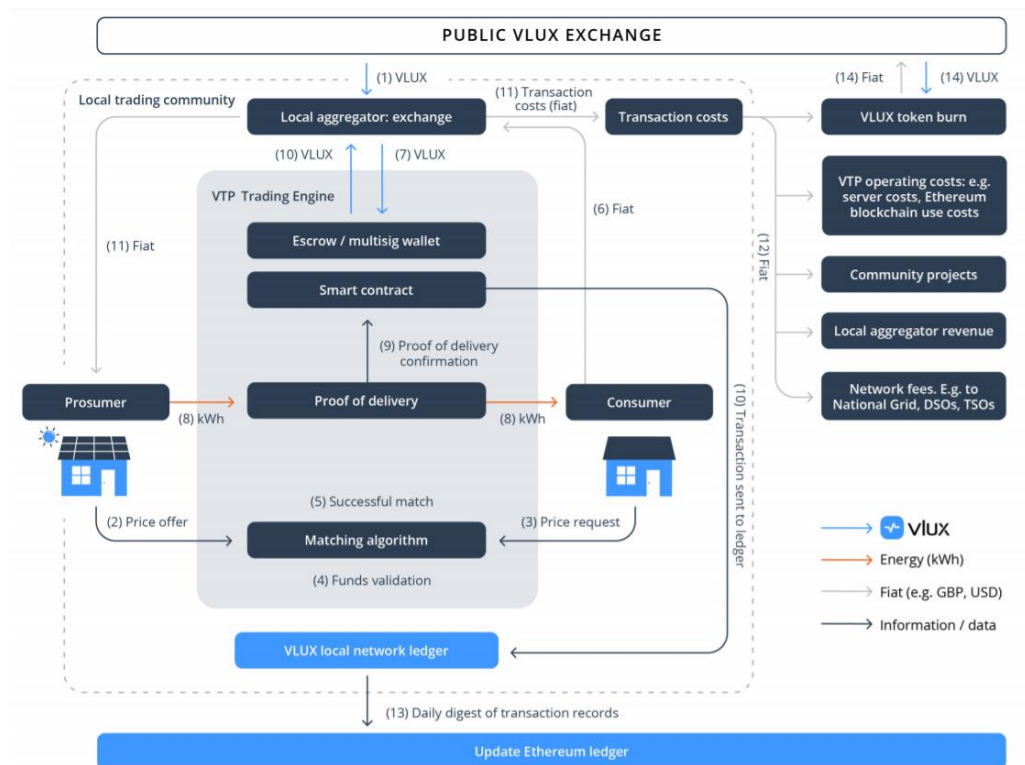 PUBLIC VLUX EXCHANGE
(1) VLUX
(14) Fiat
(14) VLUX
Local trading community
(11) Transaction
costs (fiat)
Local aggregator: exchange
Transaction costs
VLUX token burn
(10) VLUX
(7) VLUX
VTP Trading Engine
VTP operating costs: e.g.
server costs, Ethereum
blockchain use costs
(6) Fiat
(11) Fiat
Escrow / multisig wallet
(12) Fiat
Smart contract
Community projects
Local aggregator revenue
(9) Proof of delivery
confirmation
Prosumer
(8) kWh
Proof of delivery
(8) kWh
Consumer
Network fees. E.g. to
National Grid, DSOs, TSOs
(10) Transaction sent to ledger
(5) Successful match
(2) Price offer
(3) Price request
Matching algorithm
(4) Funds validation
vlux
Energy (kWh)
Fiat (e.g. GBP, USD)
Information / data
VLUX local network ledger
(13) Daily digest of transaction records
Update Ethereum ledger